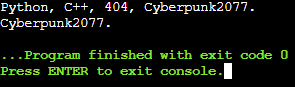 Python, C++, 404, Cyberpunk2077.
Cyberpunk2077.
...Program finished with exit code 0
Press ENTER to exit console.